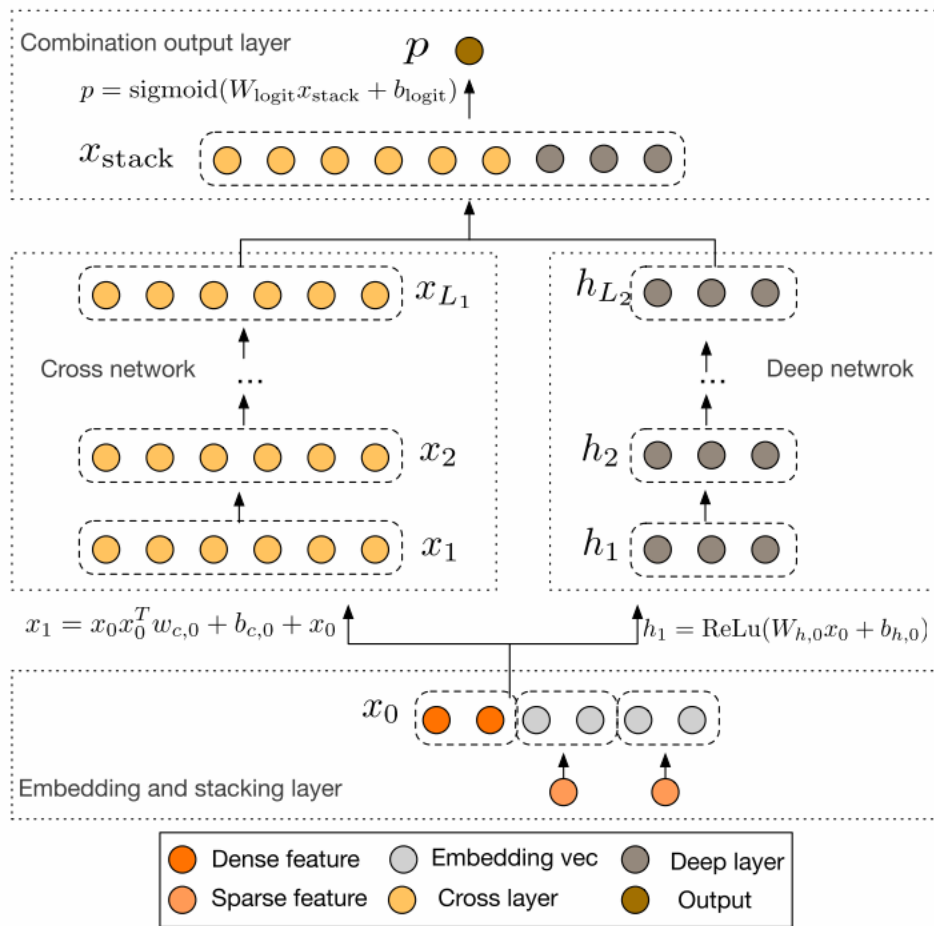 Combination output layer
p
p = sigmoid(W_logit x_stack + b_logit)
x_stack
x_{L_1}
h_{L_2}
Cross network
...
...
Deep netwrok
x_2
h_2
x_1
h_1
x_1 = x_0 x_0^T w_{c,0} + b_{c,0} + x_0
h_1 = ReLu(W_{h,0} x_0 + b_{h,0})
x_0
Embedding and stacking layer
Dense feature
Embedding vec
Deep layer
Sparse feature
Cross layer
Output